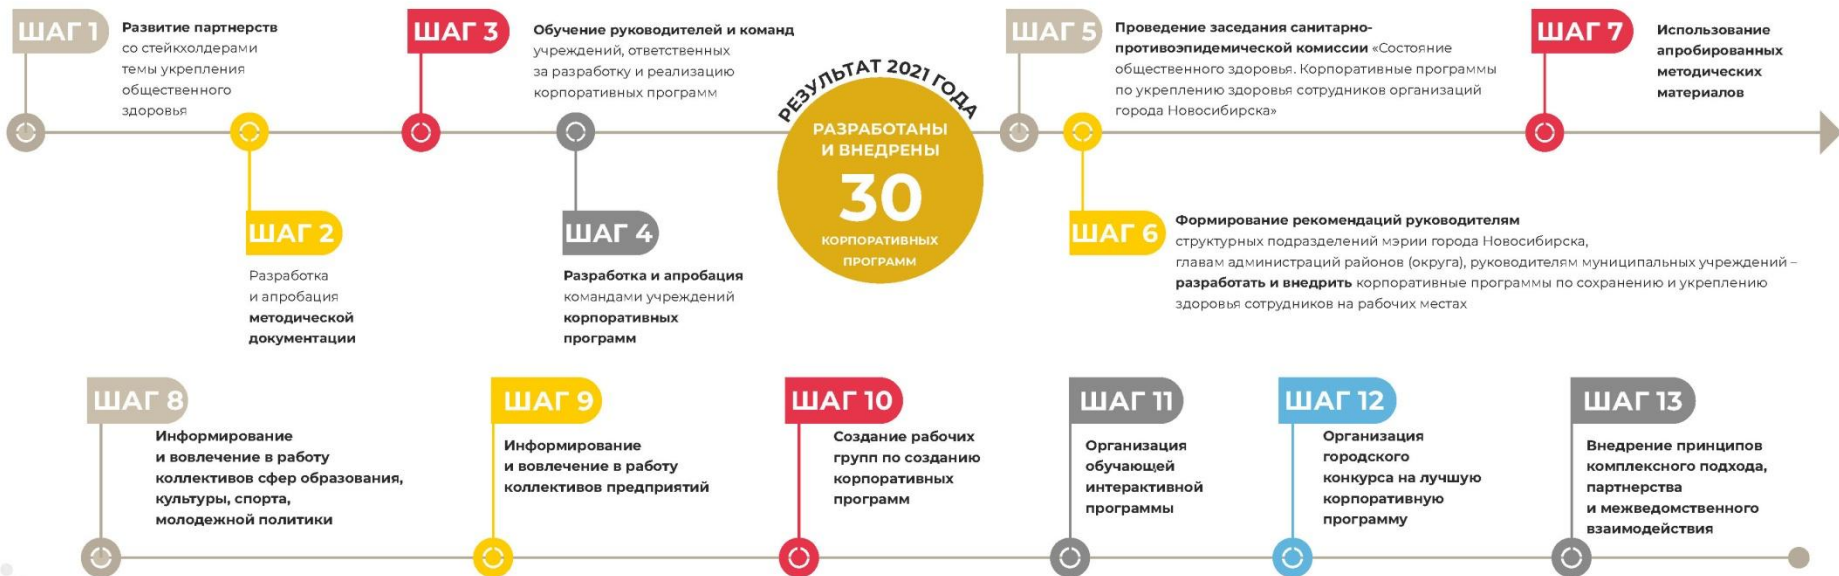 ШАГ 1
Развитие партнерств
со стейкхолдерами
темы укрепления
общественного
здоровья
ШАГ 2
Разработка
и апробация
методической
документации
ШАГ 3
Обучение руководителей и команд
учреждений, ответственных
за разработку и реализацию
корпоративных программ
ШАГ 4
Разработка и апробация
командами учреждений
корпоративных
программ
РЕЗУЛЬТАТ 2021 ГОДА
РАЗРАБОТАНЫ
И ВНЕДРЕНЫ
30
КОРПОРАТИВНЫХ
ПРОГРАММ
ШАГ 5
Проведение заседания санитарно-
противоэпидемической комиссии «Состояние
общественного здоровья. Корпоративные программы
по укреплению здоровья сотрудников организаций
города Новосибирска»
ШАГ 6
Формирование рекомендаций руководителям
структурных подразделений мэрии города Новосибирска,
главам администраций районов (округа), руководителям муниципальных учреждений –
разработать и внедрить корпоративные программы по сохранению и укреплению
здоровья сотрудников на рабочих местах
ШАГ 7
Использование
апробированных
методических
материалов
ШАГ 8
Информирование
и вовлечение в работу
коллективов сфер образования,
культуры, спорта,
молодежной политики
ШАГ 9
Информирование
и вовлечение в работу
коллективов предприятий
ШАГ 10
Создание рабочих
групп по созданию
корпоративных
программ
ШАГ 11
Организация
обучающей
интерактивной
программы
ШАГ 12
Организация
городского
конкурса на лучшую
корпоративную
программу
ШАГ 13
Внедрение принципов
комплексного подхода,
партнерства
и межведомственного
взаимодействия